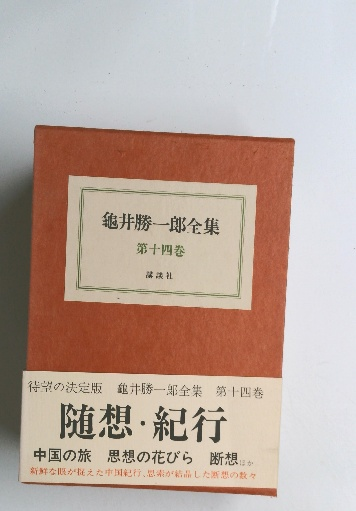 龜井勝一郎全集
第十四巻
講談社
待望の決定版　龜井勝一郎全集　第十四巻
随想・紀行
中国の旅　思想の花びら　断想ほか
新鮮な眼が捉えた中国紀行、思索が結晶した断想の数々